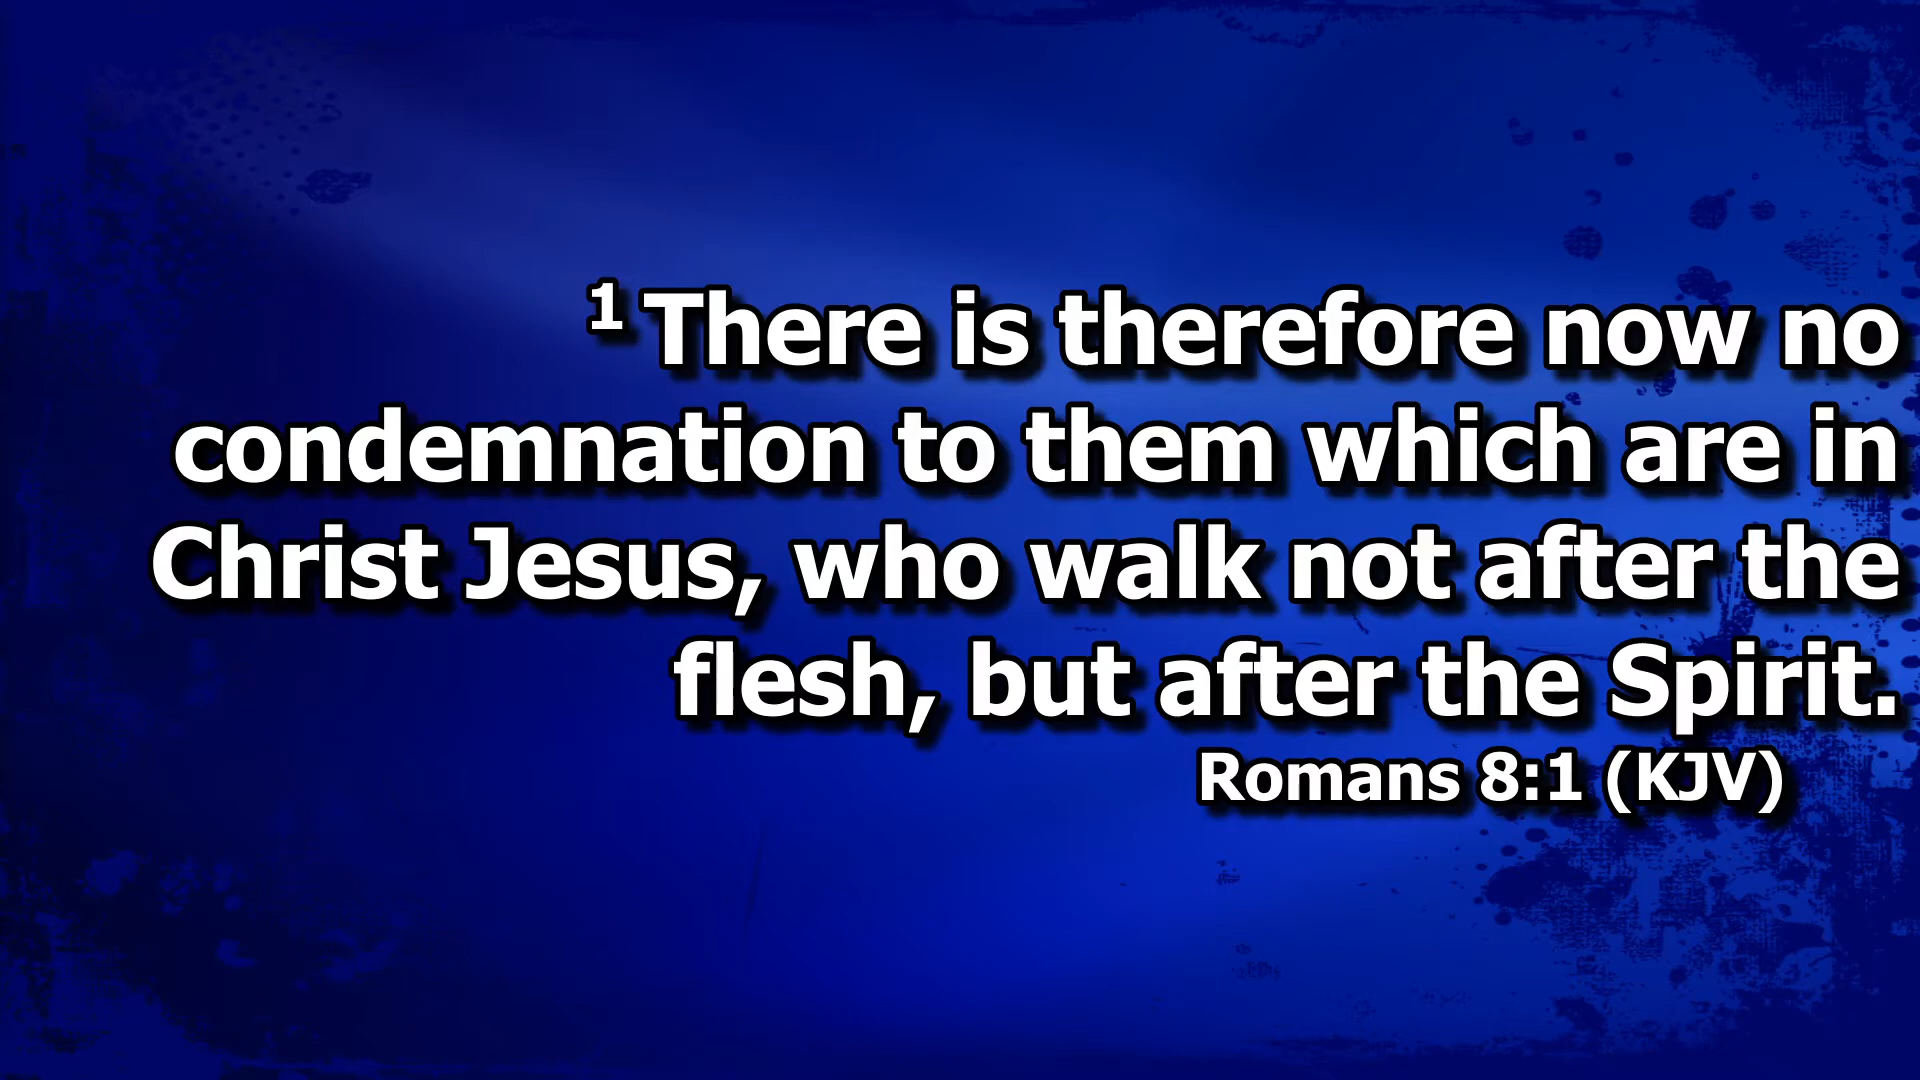 1 There is therefore now no
condemnation to them which are in
Christ Jesus, who walk not after the
flesh, but after the Spirit.
Romans 8:1 (KJV)